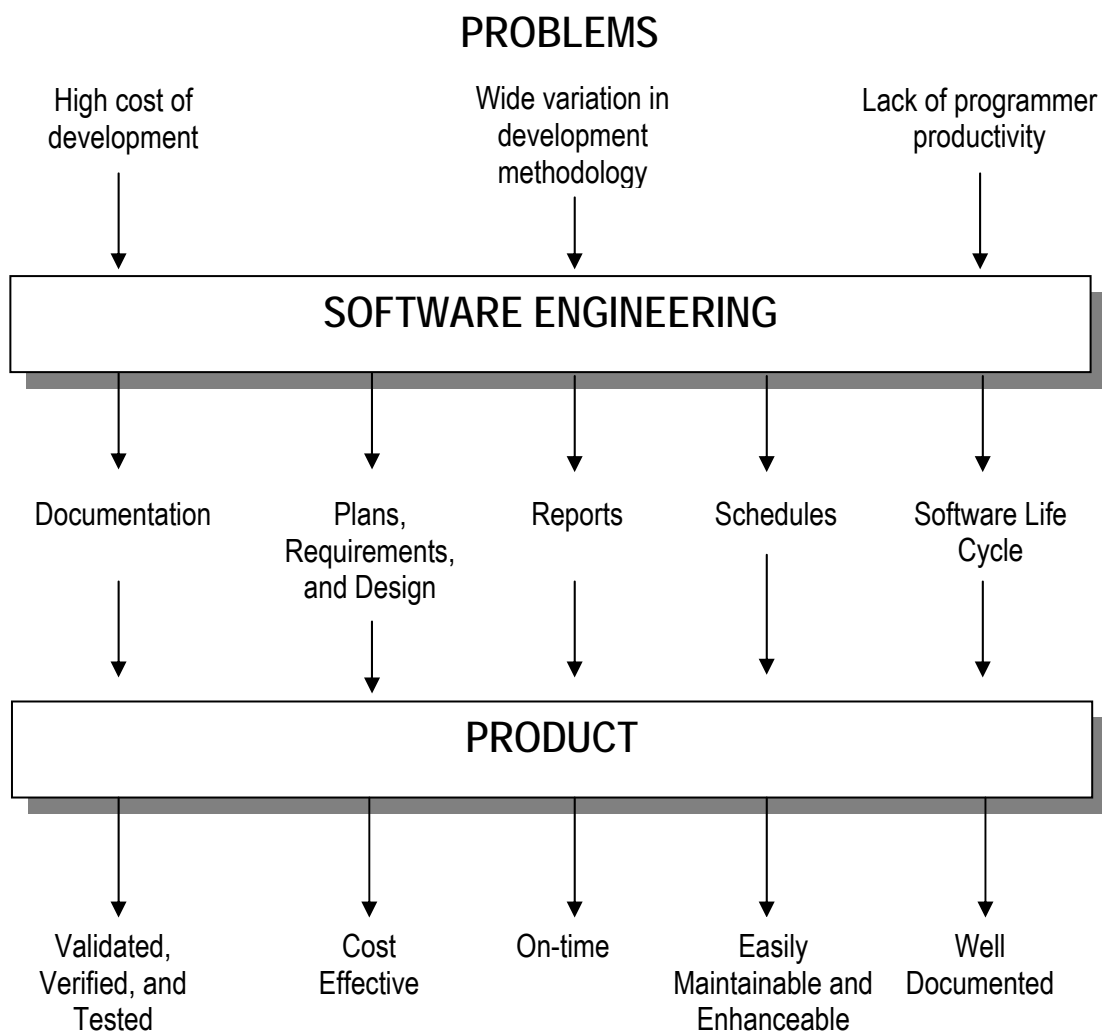 PROBLEMS
High cost of
development
Wide variation in
development
methodology
Lack of programmer
productivity
SOFTWARE ENGINEERING
Documentation
Plans,
Requirements,
and Design
Reports
Schedules
Software Life
Cycle
PRODUCT
Validated,
Verified, and
Tested
Cost
Effective
On-time
Easily
Maintainable and
Enhanceable
Well
Documented